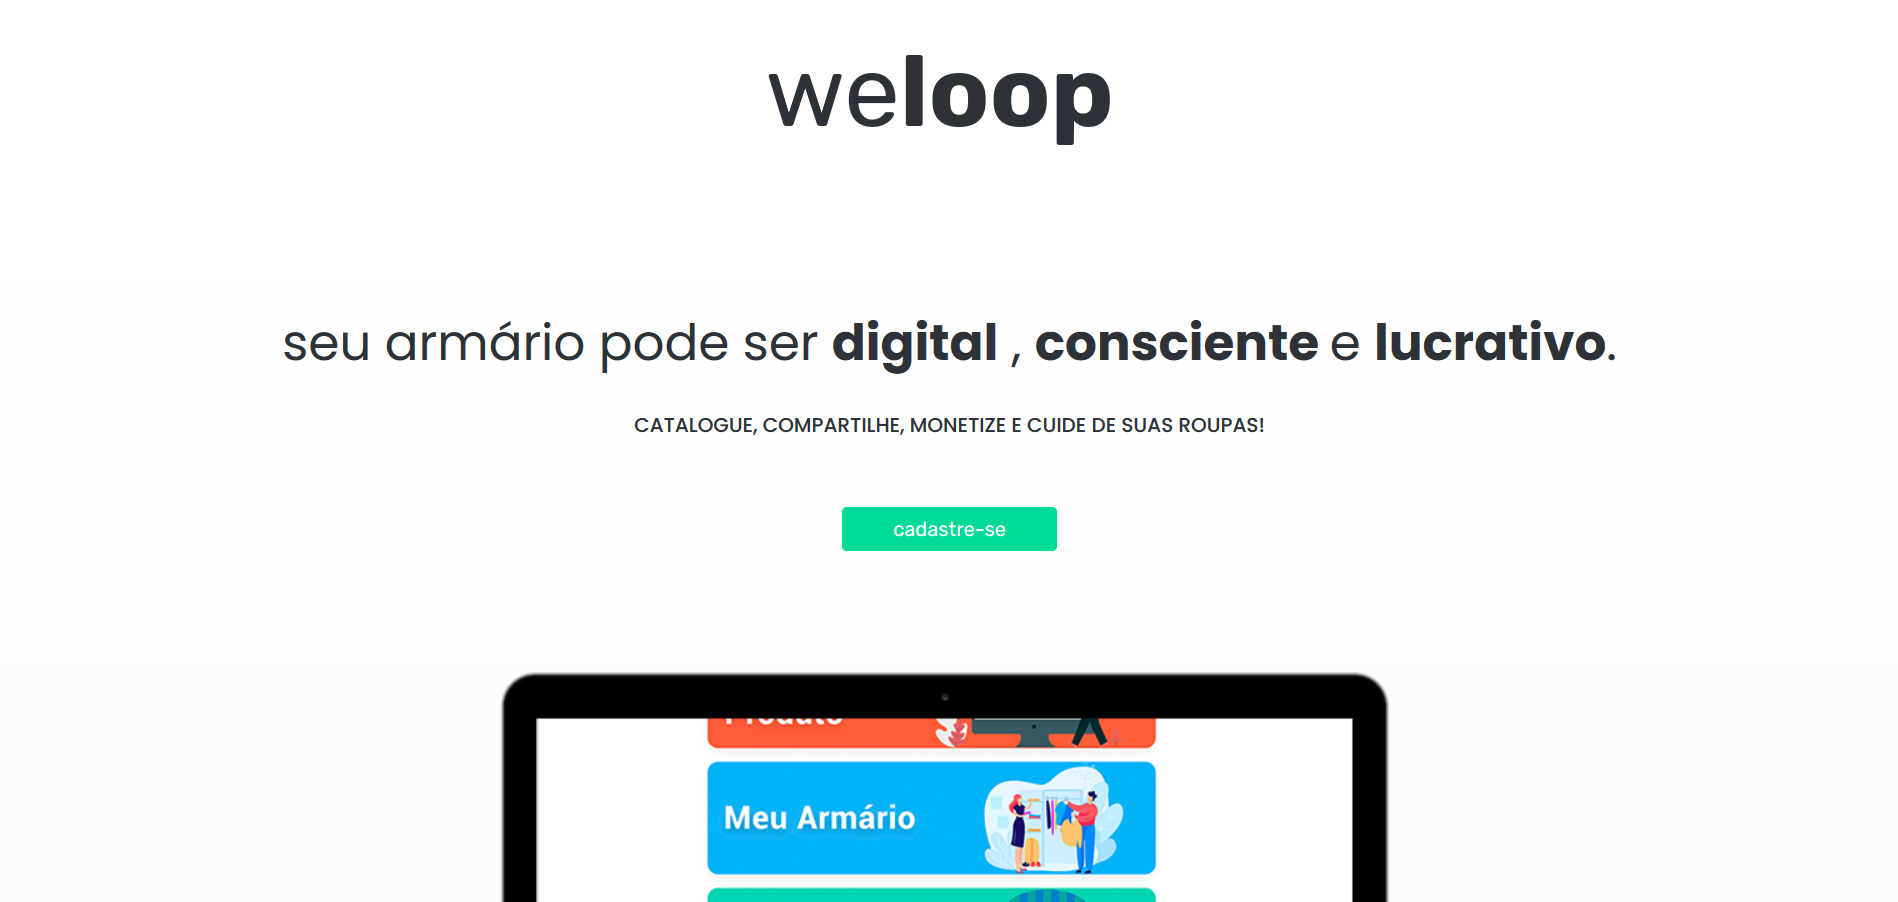 weloop
seu armário pode ser digital , consciente e lucrativo.
CATALOGUE, COMPARTILHE, MONETIZE E CUIDE DE SUAS ROUPAS!
cadastre-se
Produto
Meu Armário